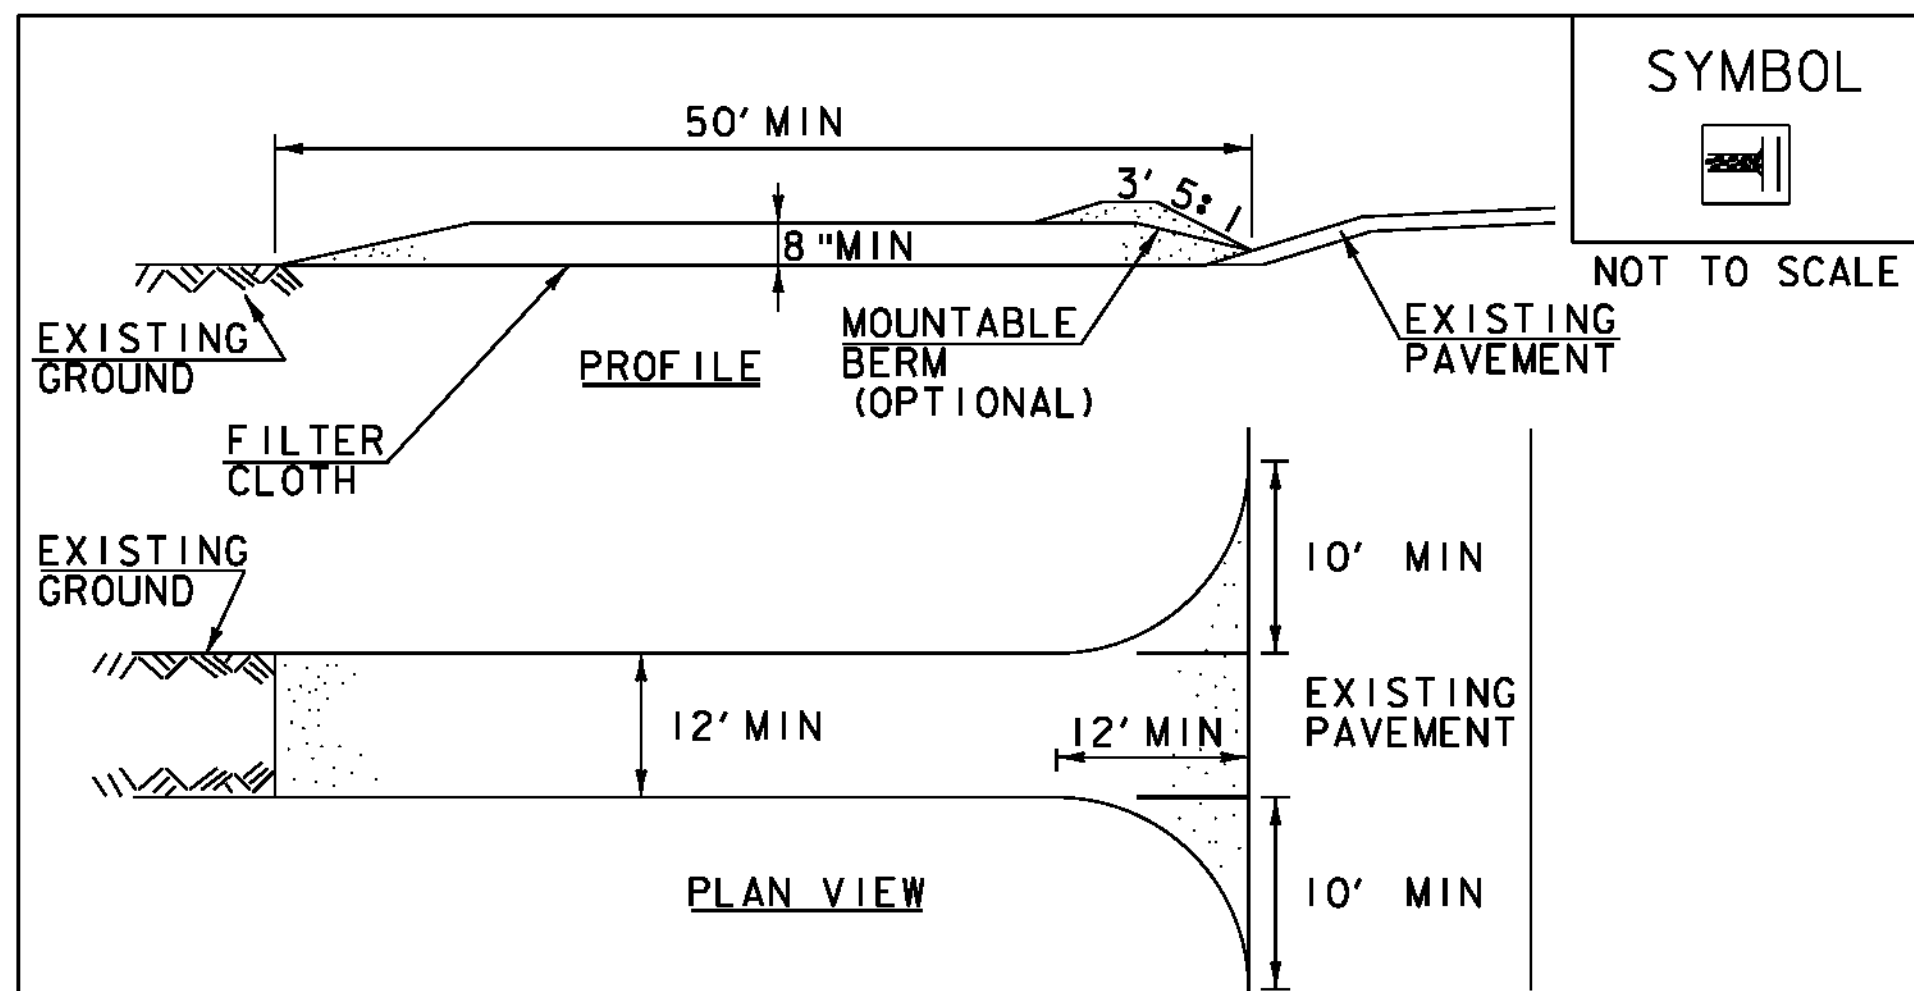 SYMBOL
NOT TO SCALE
50' MIN
3' 5: 1
8 "MIN
EXISTING
GROUND
PROFILE
MOUNTABLE
BERM
(OPTIONAL)
EXISTING
PAVEMENT
FILTER
CLOTH
EXISTING
GROUND
10' MIN
12' MIN
12' MIN
EXISTING
PAVEMENT
PLAN VIEW
10' MIN